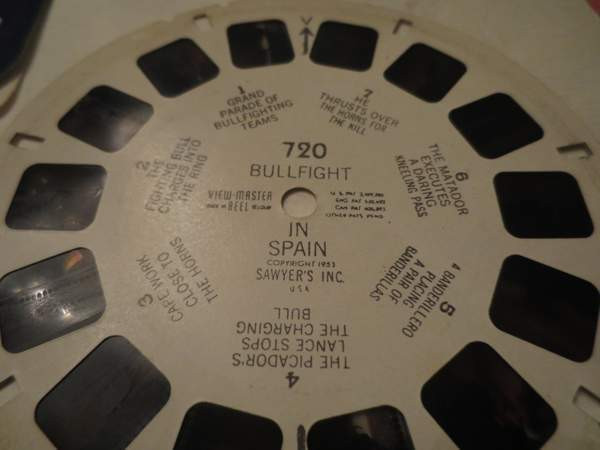 720
BULLFIGHT
IN
SPAIN
COPYRIGHT 1953
SAWYER'S INC.
USA
VIEW-MASTER
REEL
1
GRAND
PARADE OF
BULLFIGHTING
TEAMS
2
THE
FIGHTING BULL
CHARGES INTO
THE RING
3
CAPE WORK
CLOSE TO
THE HORNS
4
THE PICADOR'S
LANCE STOPS
THE CHARGING
BULL
5
A BANDERILLERO
PLACING
A PAIR OF
BANDERILLAS
6
THE MATADOR
EXECUTES
A DARING
KNEELING PASS
7
HE
THRUSTS OVER
THE HORNS FOR
THE KILL